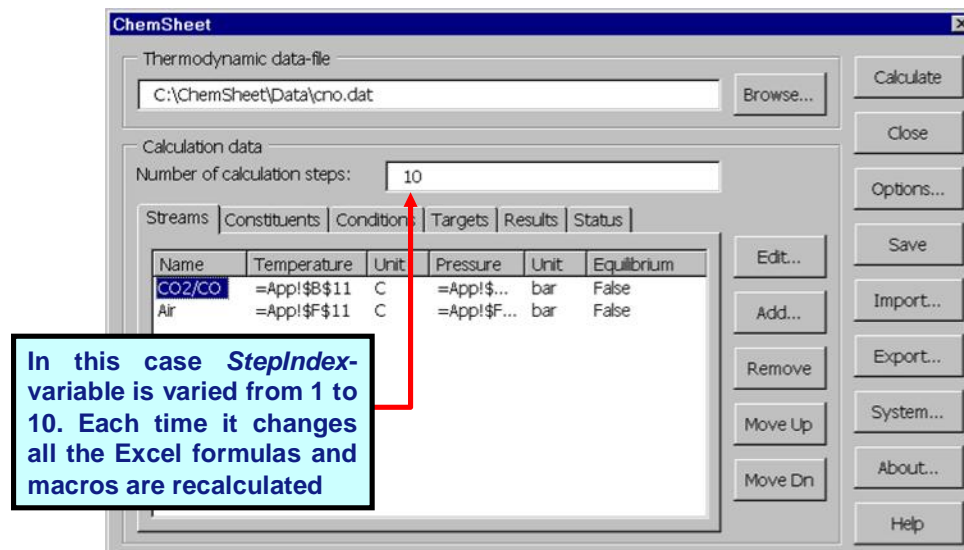 ChemSheet
Thermodynamic data-file
C:\ChemSheet\Data\cno.dat
Browse...
Calculate
Close
Calculation data
Number of calculation steps:
10
Options...
Streams Constituents Conditions Targets Results Status
Save
Edit...
Name Temperature Unit Pressure Unit Equilibrium
CO2/CO =App!$B$11 C =App!$... bar False
Air =App!$F$11 C =App!$F... bar False
Import...
Add...
Export...
Remove
System...
Move Up
About...
Move Dn
Help
In this case StepIndex-
variable is varied from 1 to
10. Each time it changes
all the Excel formulas and
macros are recalculated